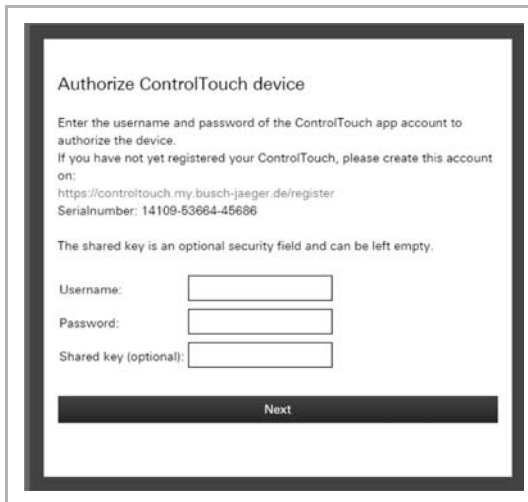 Authorize ControlTouch device
Enter the username and password of the ControlTouch app account to
authorize the device.
If you have not yet registered your ControlTouch, please create this account
on:
https://controltouch.my.busch-jaeger.de/register
Serialnumber: 14109-53664-45686
The shared key is an optional security field and can be left empty.
Username:
Password:
Shared key (optional):
Next